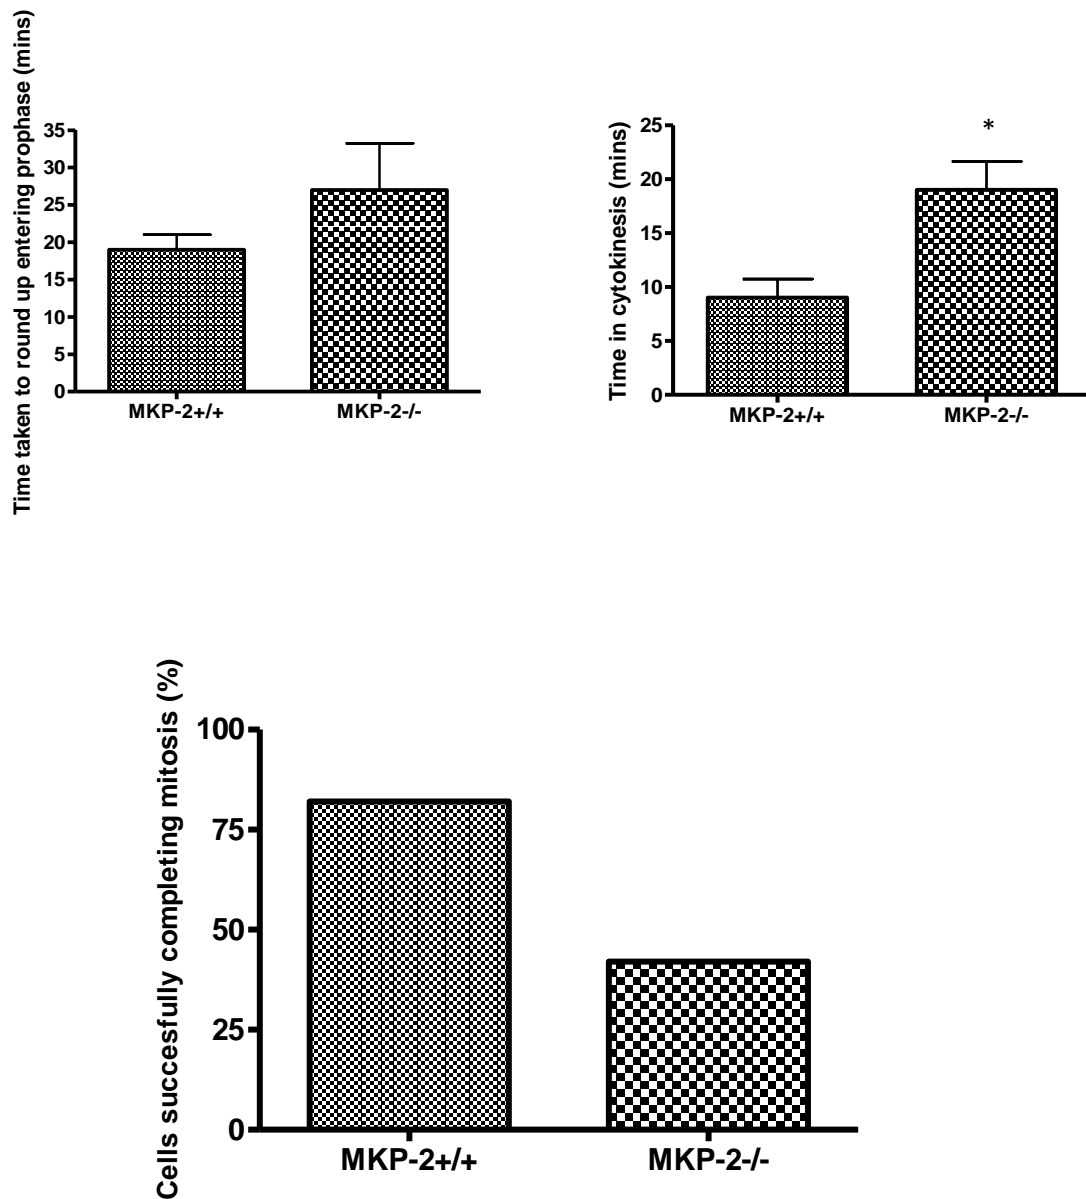 Time taken to round up entering prophase (mins)
35
30
25
20
15
10
5
0
MKP-2+/+
MKP-2-/-
Time in cytokinesis (mins)
25
20
15
10
5
0
*
MKP-2+/+
MKP-2-/-
Cells succesfully completing mitosis (%)
100
75
50
25
0
MKP-2+/+
MKP-2-/-